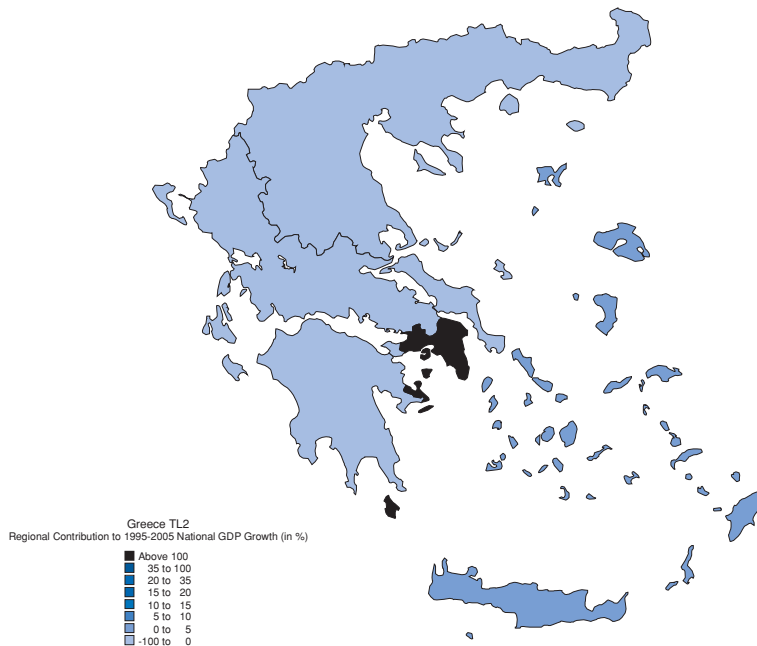 Greece TL2
Regional Contribution to 1995-2005 National GDP Growth (in %)
Above 100
35 to 100
20 to 35
15 to 20
10 to 15
5 to 10
0 to 5
-100 to 0